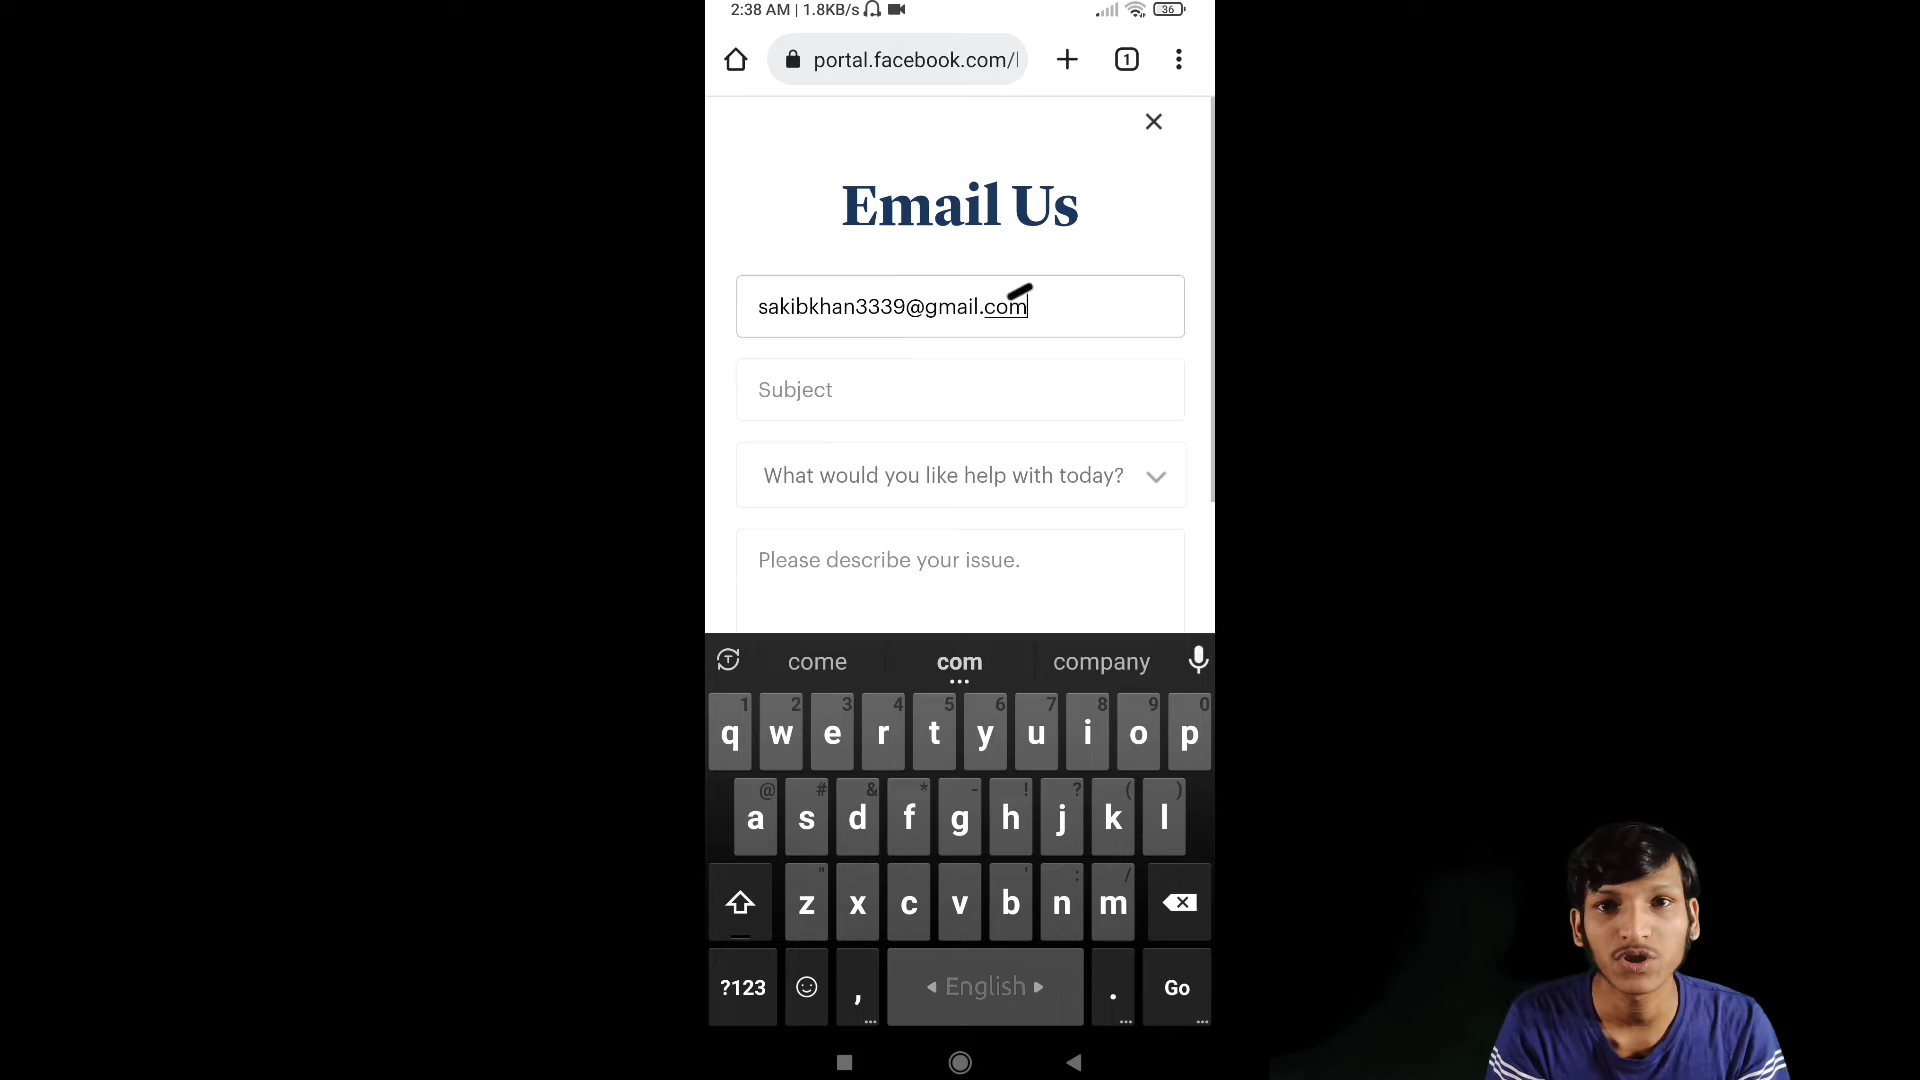 2:38 AM | 1.8KB/s 36
portal.facebook.com/ 1
Email Us
sakibkhan3339@gmail.com
Subject
What would you like help with today?
Please describe your issue.
come com company
1 2 3 4 5 6 7 8 9 0
q w e r t y u i o p
@ # & * - ! ? ( )
a s d f g h j k l
" ' : /
z x c v b n m
?123 , English . Go